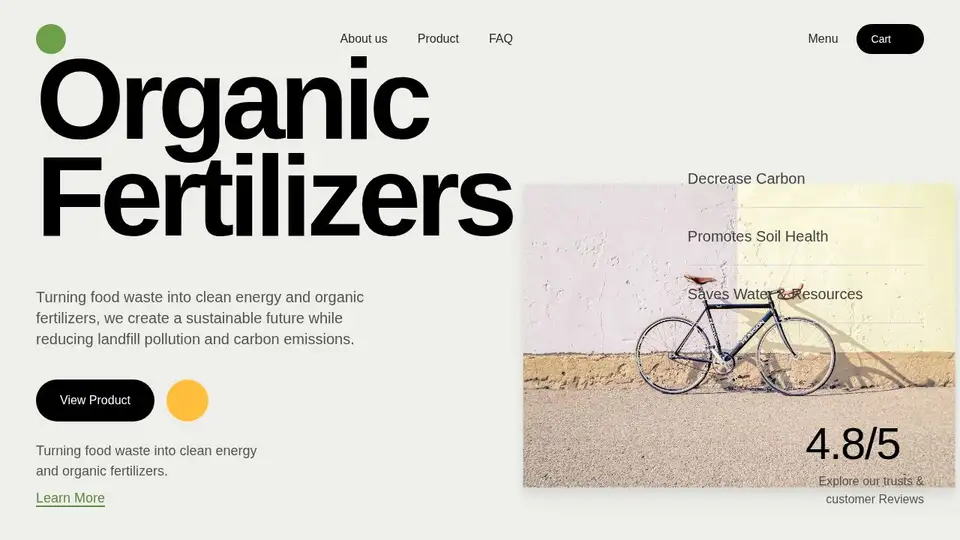 About us
Product
FAQ
Menu
Cart
Organic
Fertilizers
Decrease Carbon
Promotes Soil Health
Saves Water & Resources
Turning food waste into clean energy and organic
fertilizers, we create a sustainable future while
reducing landfill pollution and carbon emissions.
View Product
Turning food waste into clean energy
and organic fertilizers.
Learn More
4.8/5
Explore our trusts &
customer Reviews